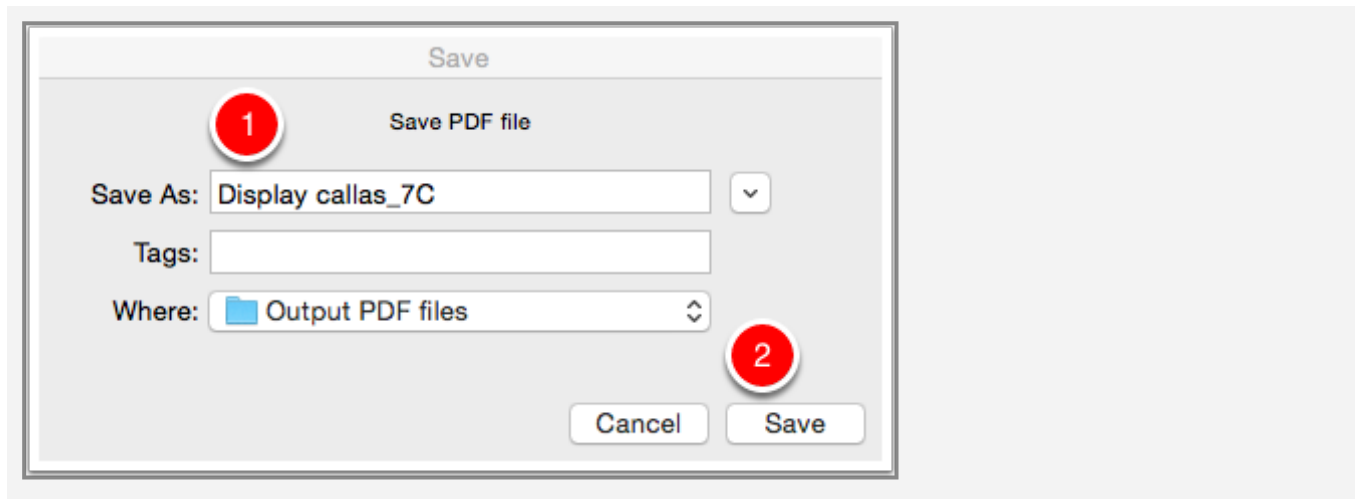 Save
1
Save PDF file
Save As: Display callas_7C
Tags:
Where: Output PDF files
2
Cancel Save